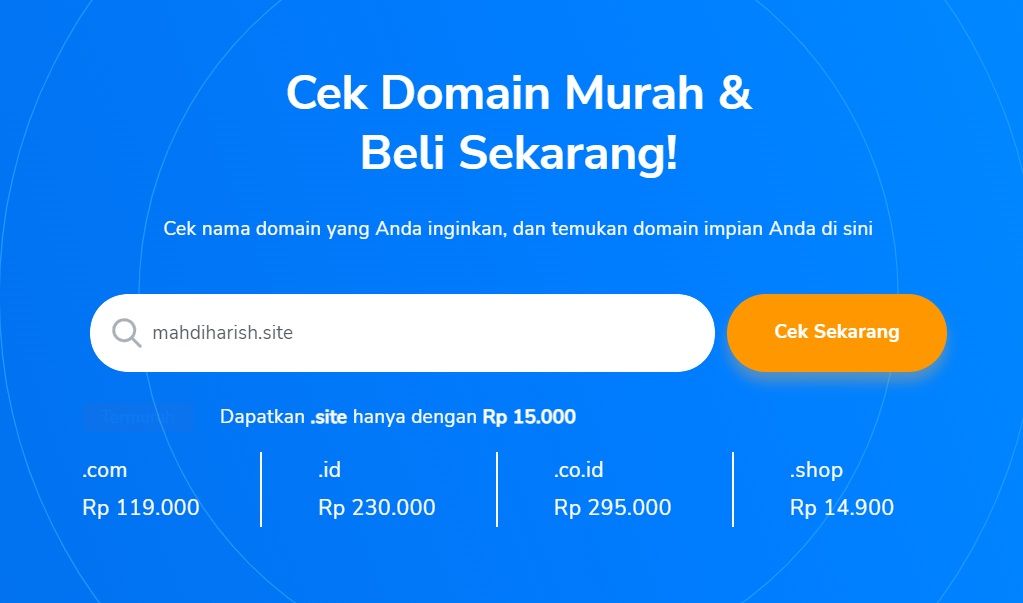 Cek Domain Murah &
Beli Sekarang!
Cek nama domain yang Anda inginkan, dan temukan domain impian Anda di sini
mahdiharish.site
Cek Sekarang
Termurah Dapatkan .site hanya dengan Rp 15.000
.com .id .co.id .shop
Rp 119.000 Rp 230.000 Rp 295.000 Rp 14.900